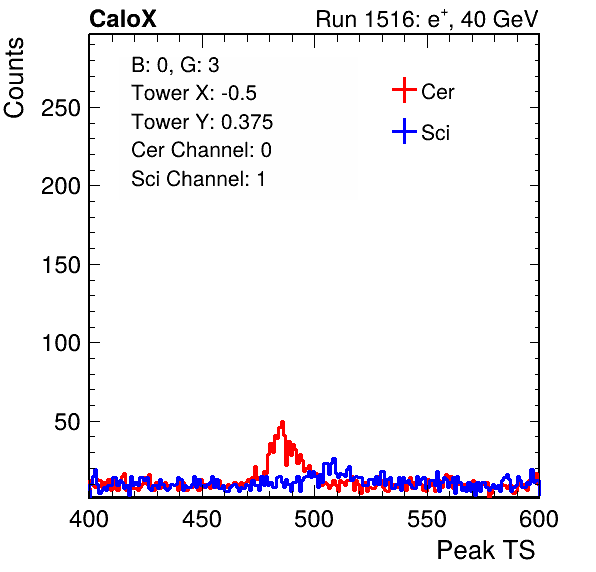 CaloX Run 1516: e+, 40 GeV
Counts
B: 0, G: 3
Tower X: -0.5
Tower Y: 0.375
Cer Channel: 0
Sci Channel: 1
Cer
Sci
250
200
150
100
50
400 450 500 550 600
Peak TS